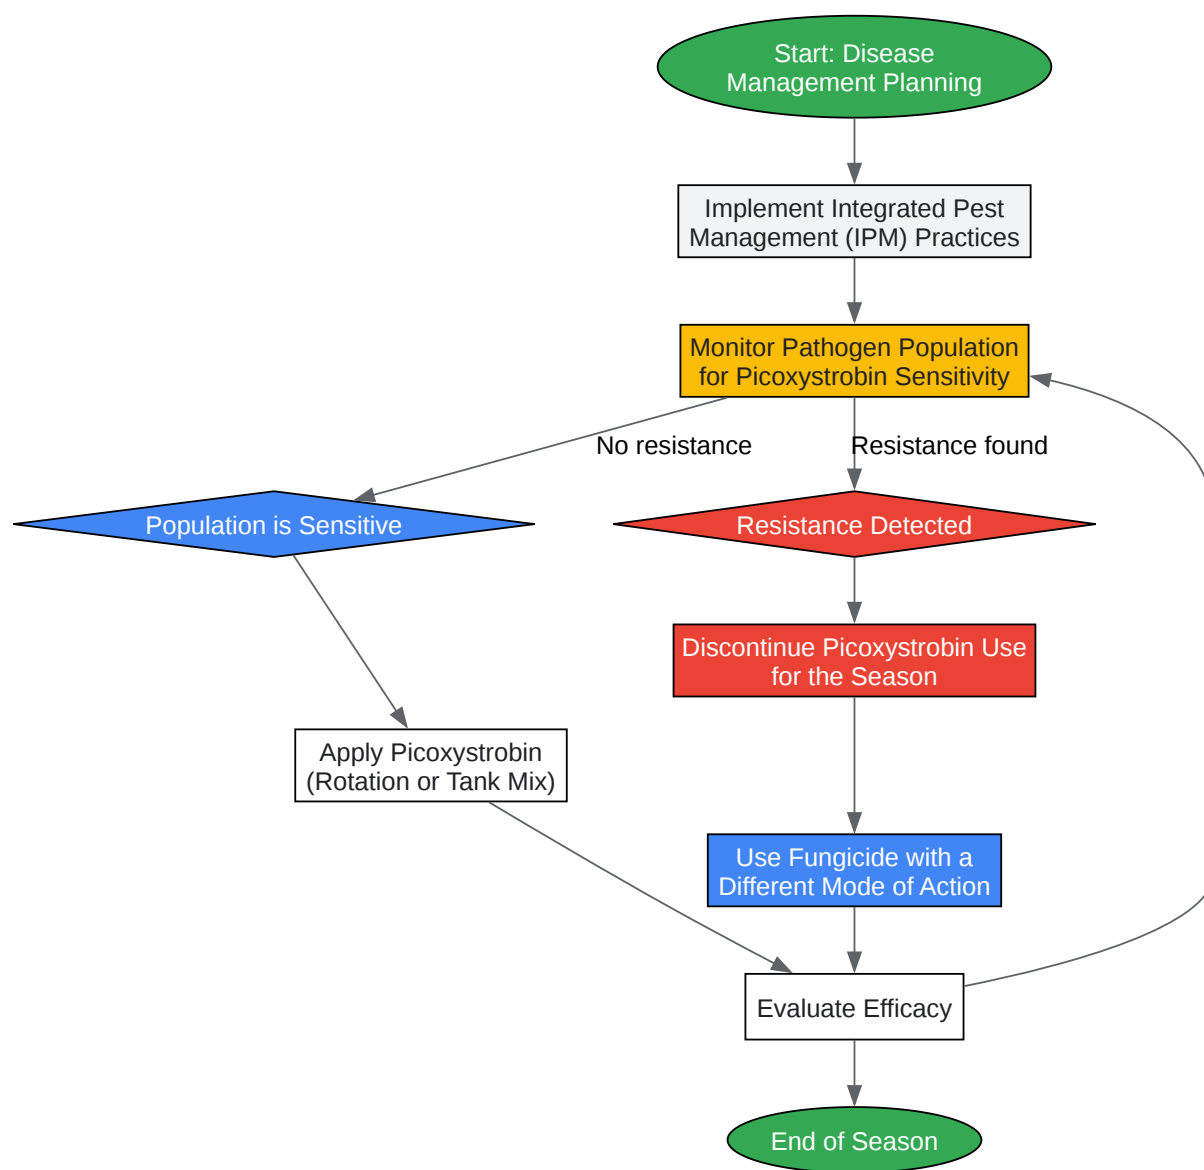 Start: Disease
Management Planning
Implement Integrated Pest
Management (IPM) Practices
Monitor Pathogen Population
for Picoxystrobin Sensitivity
No resistance
Resistance found
Population is Sensitive
Resistance Detected
Discontinue Picoxystrobin Use
for the Season
Apply Picoxystrobin
(Rotation or Tank Mix)
Use Fungicide with a
Different Mode of Action
Evaluate Efficacy
End of Season